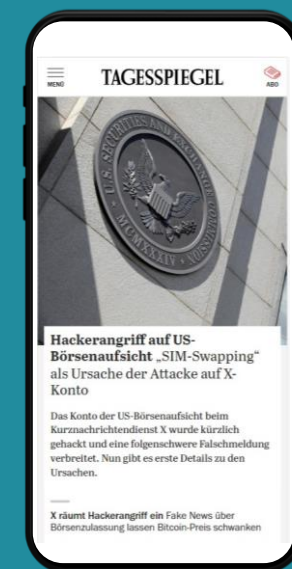 MENÜ
TAGESSPIEGEL
ABO
U.S. SECURITIES AND EXCHANGE COMMISSION
MCMXXXIV
Hackerangriff auf US-
Börsenaufsicht „SIM-Swapping“
als Ursache der Attacke auf X-
Konto
Das Konto der US-Börsenaufsicht beim
Kurznachrichtendienst X wurde kürzlich
gehackt und eine folgenschwere Falschmeldung
verbreitet. Nun gibt es erste Details zu den
Ursachen.
X räumt Hackerangriff ein Fake News über
Börsenzulassung lassen Bitcoin-Preis schwanken